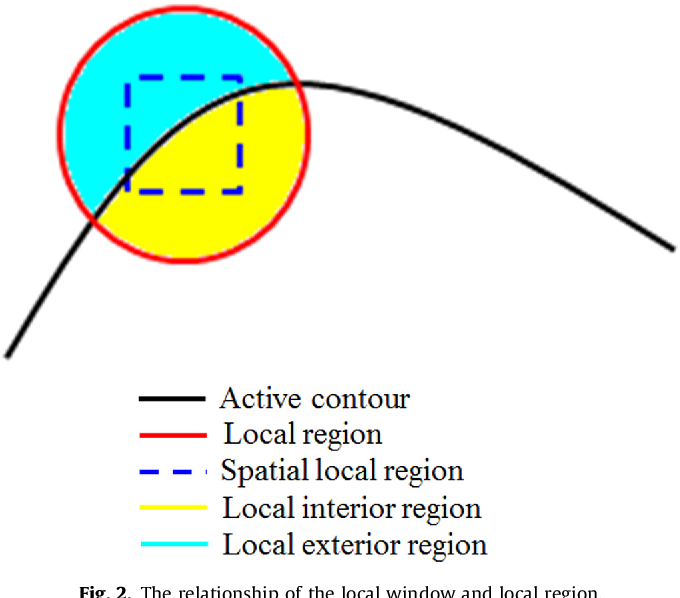 Active contour
Local region
Spatial local region
Local interior region
Local exterior region
Fig. 2. The relationship of the local window and local region